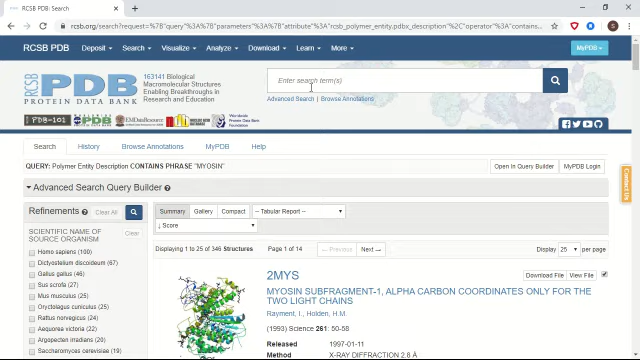 RCSB PDB: Search
rcsb.org/search?request=%7B"query"%3A%7B"parameters"%3A%7B"attribute"%3A"rcsb_polymer_entity.pdbx_description"%2C"operator"%3A"contains...
RCSB PDB Deposit Search Visualize Analyze Download Learn More MyPDB
RCSB PDB
PROTEIN DATA BANK
163141 Biological
Macromolecular Structures
Enabling Breakthroughs in
Research and Education
Enter search term(s)
Advanced Search | Browse Annotations
PDB-101 PDB EMDataResource Worldwide Protein Data Bank Foundation
Search History Browse Annotations MyPDB Help
QUERY: Polymer Entity Description CONTAINS PHRASE "MYOSIN" Open in Query Builder MyPDB Login
Contact Us
Advanced Search Query Builder
Refinements Clear All
Summary Gallery Compact -- Tabular Report --
↓ Score
SCIENTIFIC NAME OF Clear
SOURCE ORGANISM
Displaying 1 to 25 of 346 Structures Page 1 of 14 ← Previous Next → Display 25 per page
Homo sapiens (100)
Dictyostelium discoideum (67)
Gallus gallus (46)
Sus scrofa (27)
Mus musculus (25)
Oryctolagus cuniculus (25)
Rattus norvegicus (24)
Aequorea victoria (22)
Argopecten irradians (20)
Saccharomyces cerevisiae (19)
2MYS Download File View File
MYOSIN SUBFRAGMENT-1, ALPHA CARBON COORDINATES ONLY FOR THE
TWO LIGHT CHAINS
Rayment, I., Holden, H.M.
(1993) Science 261: 50-58
Released 1997-01-11
Method X-RAY DIFFRACTION 2.8 Å